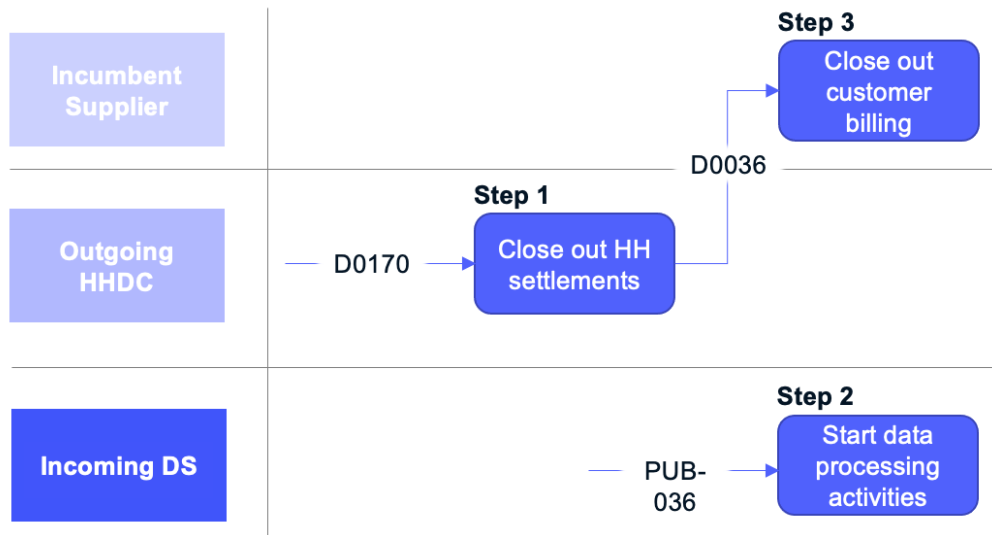 Step 3
Incumbent
Supplier
Close out
customer
billing
D0036
Step 1
Outgoing
HHDC
D0170
Close out HH
settlements
Step 2
Incoming DS
PUB-
036
Start data
processing
activities